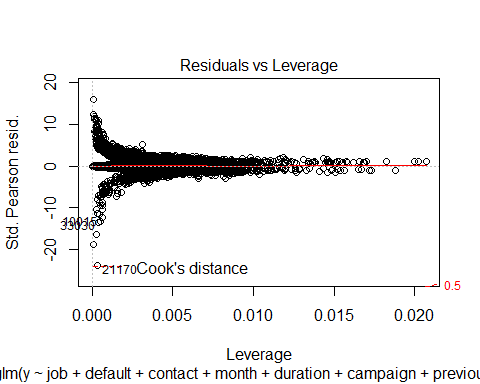 Residuals vs Leverage
Std. Pearson resid.
20
10
0
-10
-20
33030
21170
Cook's distance
0.5
0.000
0.005
0.010
0.015
0.020
Leverage
glm(y ~ job + default + contact + month + duration + campaign + previou